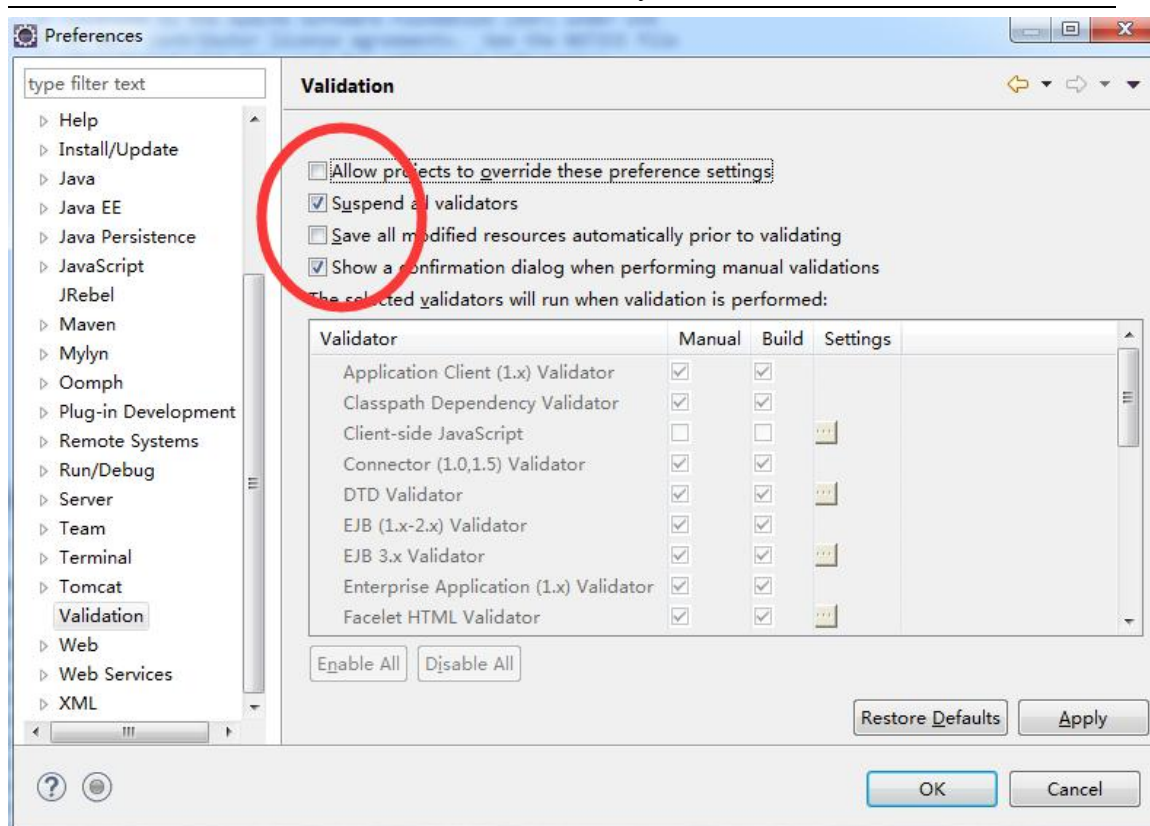 Preferences
type filter text
Help
Install/Update
Java
Java EE
Java Persistence
JavaScript
JRebel
Maven
Mylyn
Oomph
Plug-in Development
Remote Systems
Run/Debug
Server
Team
Terminal
Tomcat
Validation
Web
Web Services
XML
Validation
Allow projects to override these preference settings
Suspend all validators
Save all modified resources automatically prior to validating
Show a confirmation dialog when performing manual validations
The selected validators will run when validation is performed:
Validator Manual Build Settings
Application Client (1.x) Validator
Classpath Dependency Validator
Client-side JavaScript
Connector (1.0,1.5) Validator
DTD Validator
EJB (1.x-2.x) Validator
EJB 3.x Validator
Enterprise Application (1.x) Validator
Facelet HTML Validator
Enable All Disable All
Restore Defaults Apply
OK Cancel